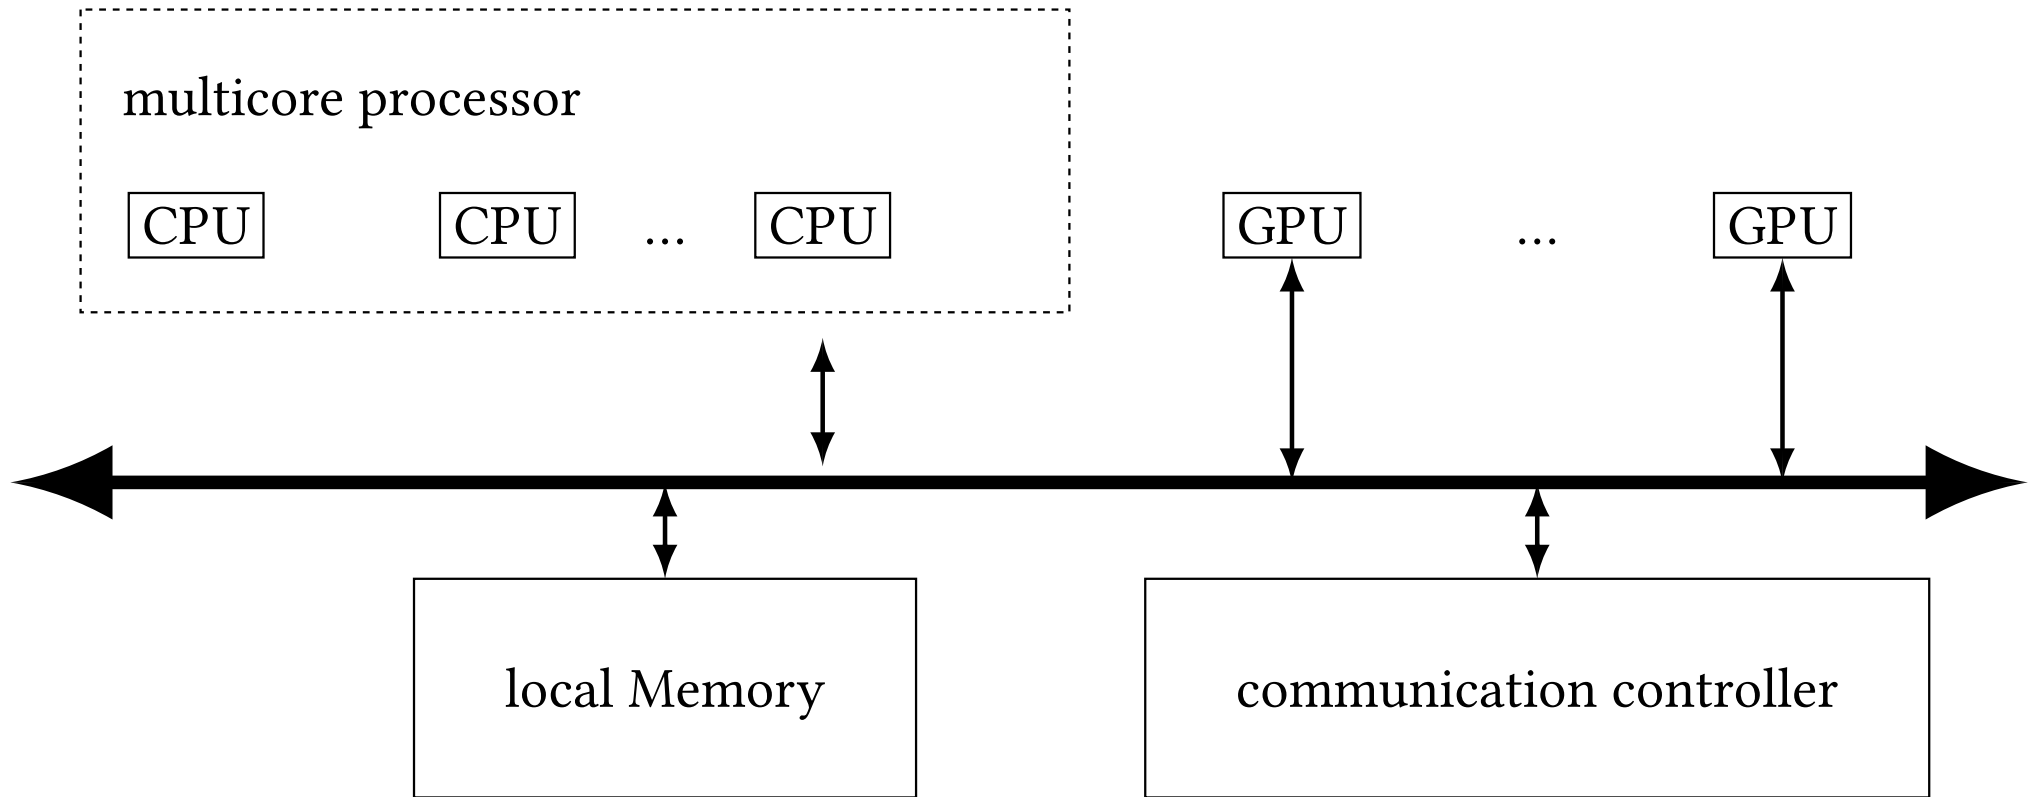 multicore processor
CPU CPU ... CPU GPU ... GPU
local Memory communication controller